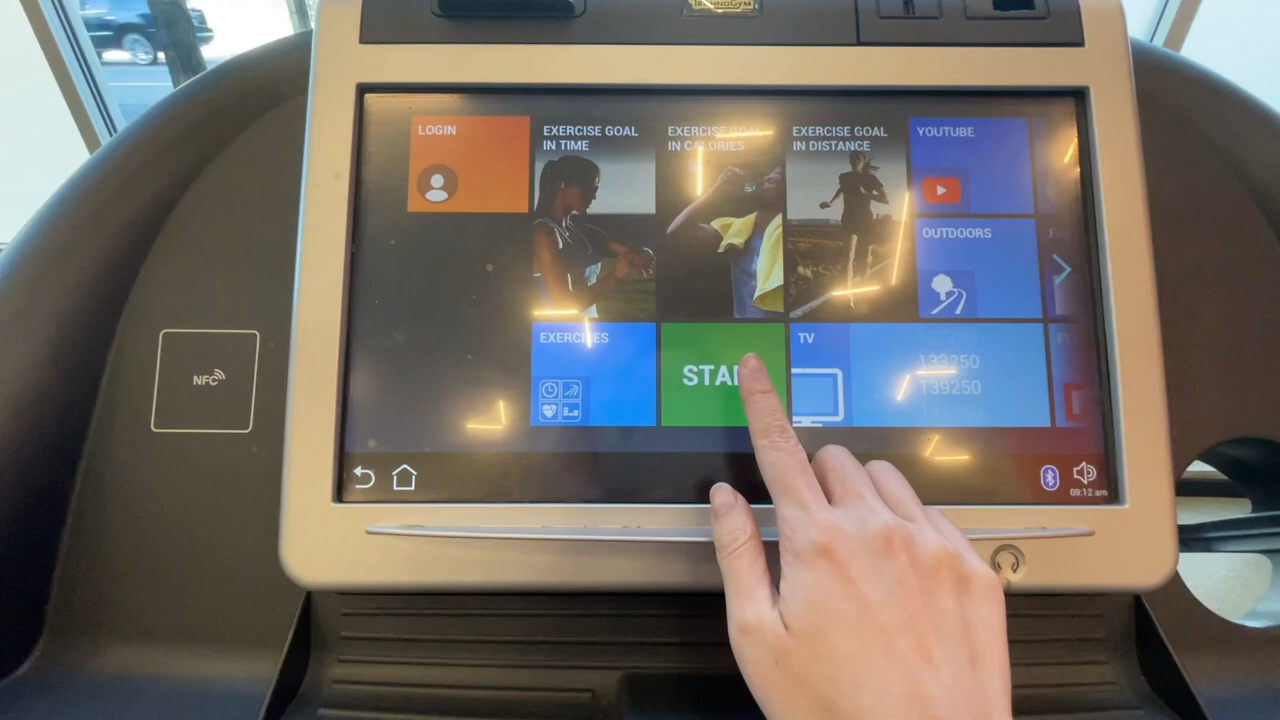 TECHNOGYM
LOGIN
EXERCISE GOAL
IN TIME
EXERCISE GOAL
IN CALORIES
EXERCISE GOAL
IN DISTANCE
YOUTUBE
OUTDOORS
EXERCISES
STA
TV
133250
139250
NFC
09:12 am